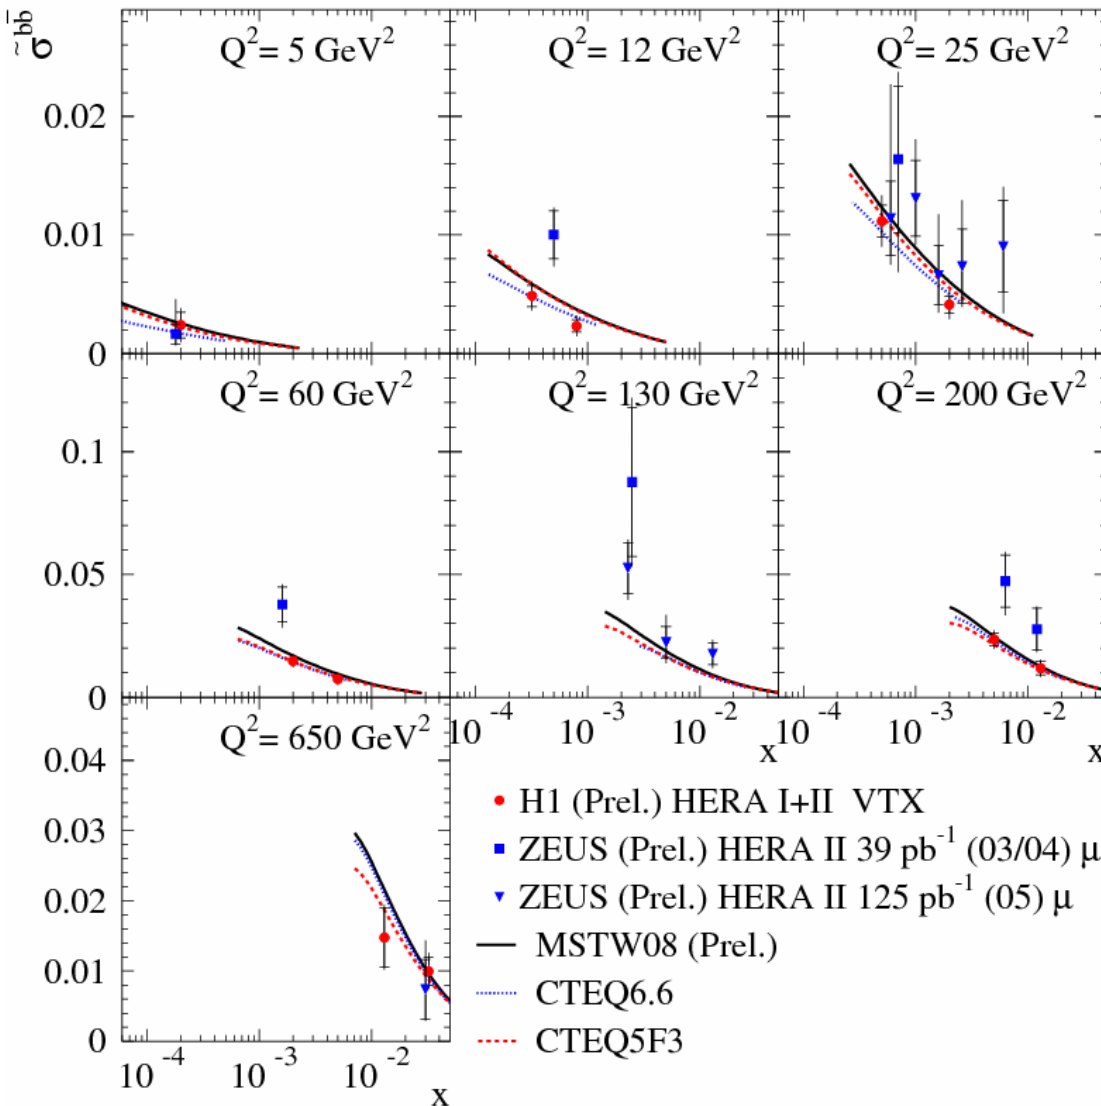 σ̃ᵇᵇ̄
Q²= 5 GeV²
Q²= 12 GeV²
Q²= 25 GeV²
0.02
0.01
0
Q²= 60 GeV²
Q²= 130 GeV²
Q²= 200 GeV²
0.1
0.05
0
10⁻⁴ 10⁻³ 10⁻² x
10⁻⁴ 10⁻³ 10⁻² x
Q²= 650 GeV²
0.04
0.03
0.02
0.01
0
10⁻⁴ 10⁻³ 10⁻² x
H1 (Prel.) HERA I+II VTX
ZEUS (Prel.) HERA II 39 pb⁻¹ (03/04) μ
ZEUS (Prel.) HERA II 125 pb⁻¹ (05) μ
MSTW08 (Prel.)
CTEQ6.6
CTEQ5F3